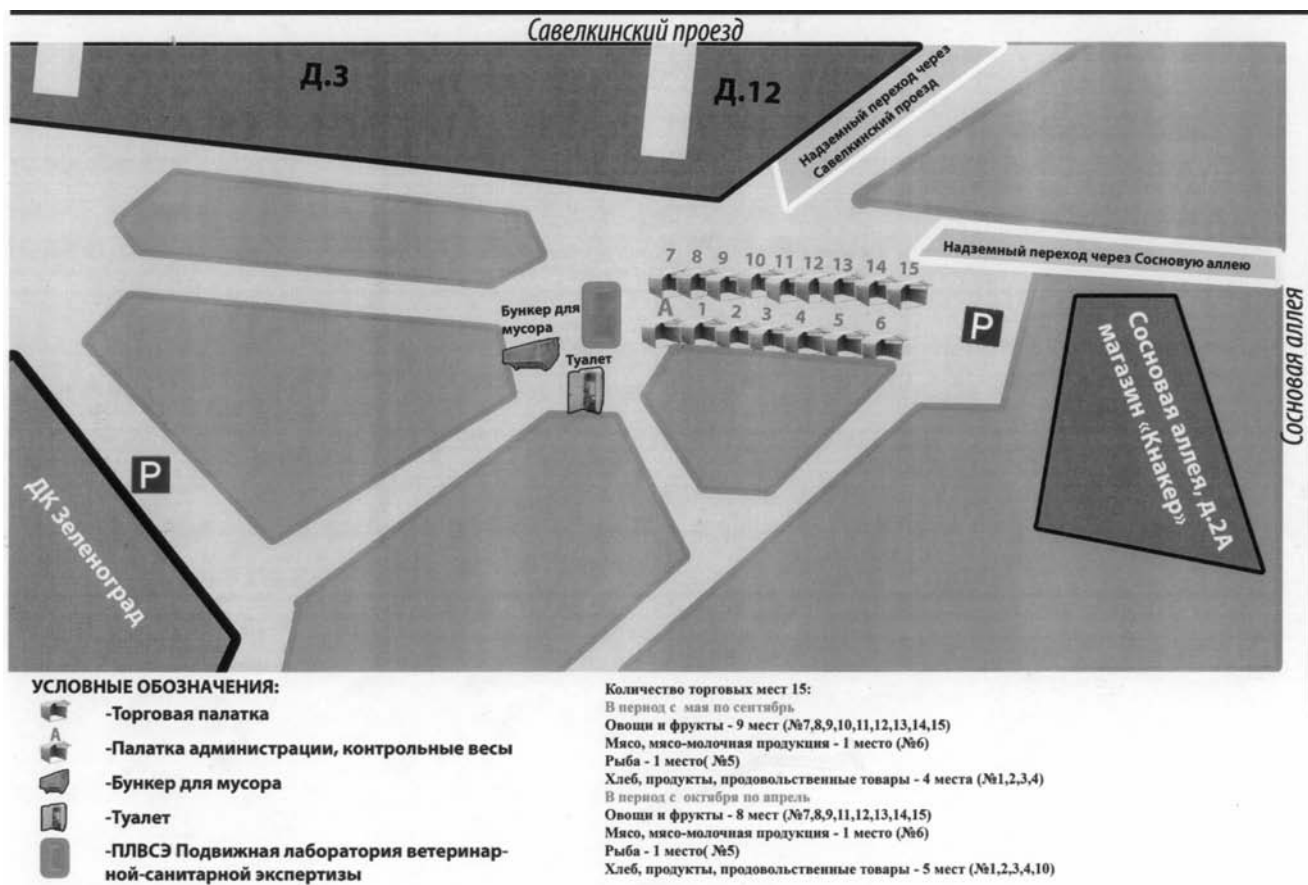 Савелкинский проезд
Д.3
Д.12
Надземный переход через
Савелкинский проезд
Надземный переход через Сосновую аллею
7 8 9 10 11 12 13 14 15
А 1 2 3 4 5 6
Бункер для
мусора
Туалет
P
P
Сосновая аллея, д.2А
магазин «Кнакер»
Сосновая аллея
ДК Зеленоград
УСЛОВНЫЕ ОБОЗНАЧЕНИЯ:
-Торговая палатка
А
-Палатка администрации, контрольные весы
-Бункер для мусора
-Туалет
-ПЛВСЭ Подвижная лаборатория ветеринар-
ной-санитарной экспертизы
Количество торговых мест 15:
В период с мая по сентябрь
Овощи и фрукты - 9 мест (№7,8,9,10,11,12,13,14,15)
Мясо, мясо-молочная продукция - 1 место (№6)
Рыба - 1 место( №5)
Хлеб, продукты, продовольственные товары - 4 места (№1,2,3,4)
В период с октября по апрель
Овощи и фрукты - 8 мест (№7,8,9,11,12,13,14,15)
Мясо, мясо-молочная продукция - 1 место (№6)
Рыба - 1 место( №5)
Хлеб, продукты, продовольственные товары - 5 мест (№1,2,3,4,10)